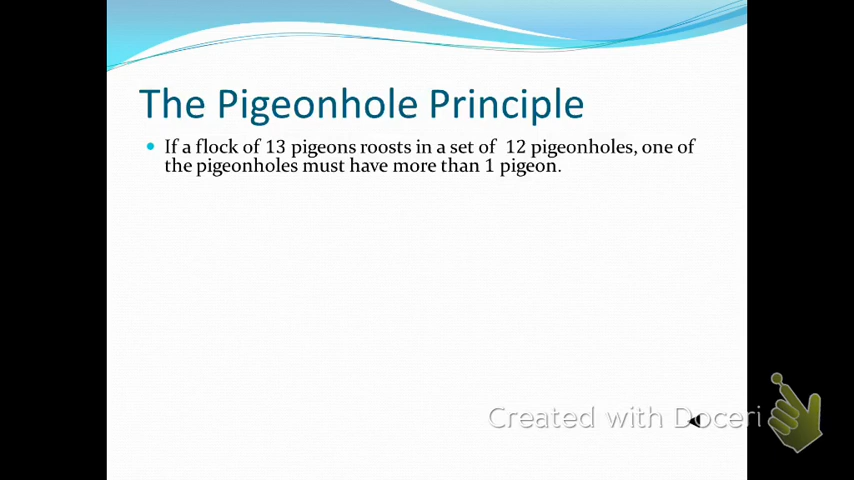 The Pigeonhole Principle
• If a flock of 13 pigeons roosts in a set of 12 pigeonholes, one of
the pigeonholes must have more than 1 pigeon.
Created with Doceri